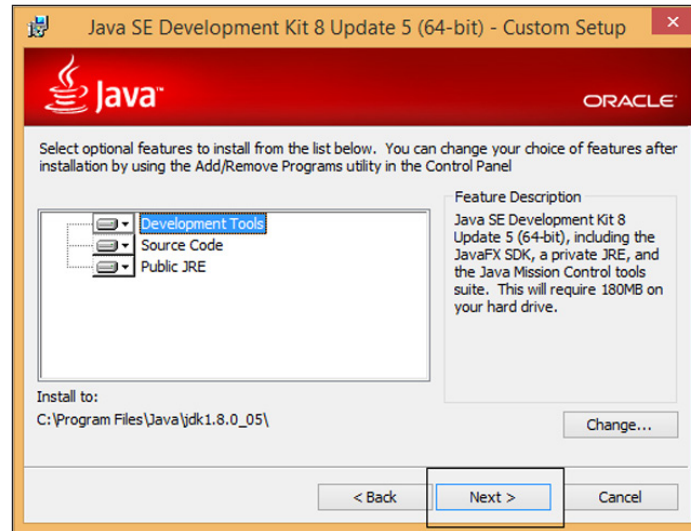 Java SE Development Kit 8 Update 5 (64-bit) - Custom Setup
Java™
ORACLE®
Select optional features to install from the list below. You can change your choice of features after
installation by using the Add/Remove Programs utility in the Control Panel
Development Tools
Source Code
Public JRE
Feature Description
Java SE Development Kit 8
Update 5 (64-bit), including the
JavaFX SDK, a private JRE, and
the Java Mission Control tools
suite. This will require 180MB on
your hard drive.
Install to:
C:\Program Files\Java\jdk1.8.0_05\
Change...
< Back
Next >
Cancel